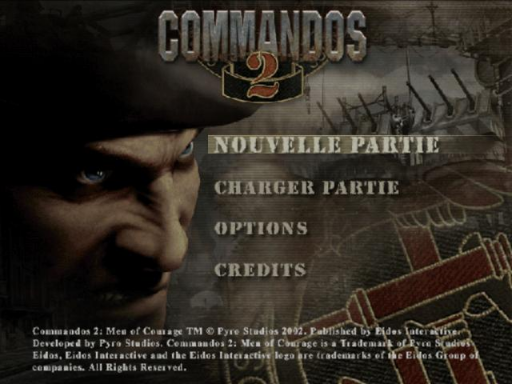 COMMANDOS
2
NOUVELLE PARTIE
CHARGER PARTIE
OPTIONS
CREDITS
Commandos 2: Men of Courage TM © Pyro Studios 2002. Published by Eidos Interactive.
Developed by Pyro Studios. Commandos 2: Men of Courage is a Trademark of Pyro Studios
Eidos, Eidos Interactive and the Eidos Interactive logo are trademarks of the Eidos Group of
companies. All Rights Reserved.